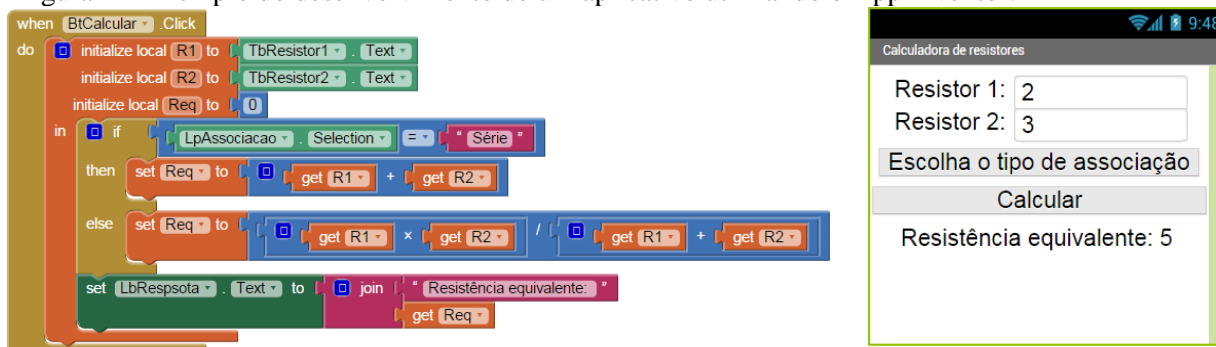 when BtCalcular .Click
do initialize local R1 to TbResistor1 . Text
initialize local R2 to TbResistor2 . Text
initialize local Req to 0
in if LpAssociacao . Selection = " Série "
then set Req to get R1 + get R2
else set Req to get R1 × get R2 / get R1 + get R2
set LbRespsota . Text to join " Resistência equivalente: "
get Req
9:48
Calculadora de resistores
Resistor 1: 2
Resistor 2: 3
Escolha o tipo de associação
Calcular
Resistência equivalente: 5